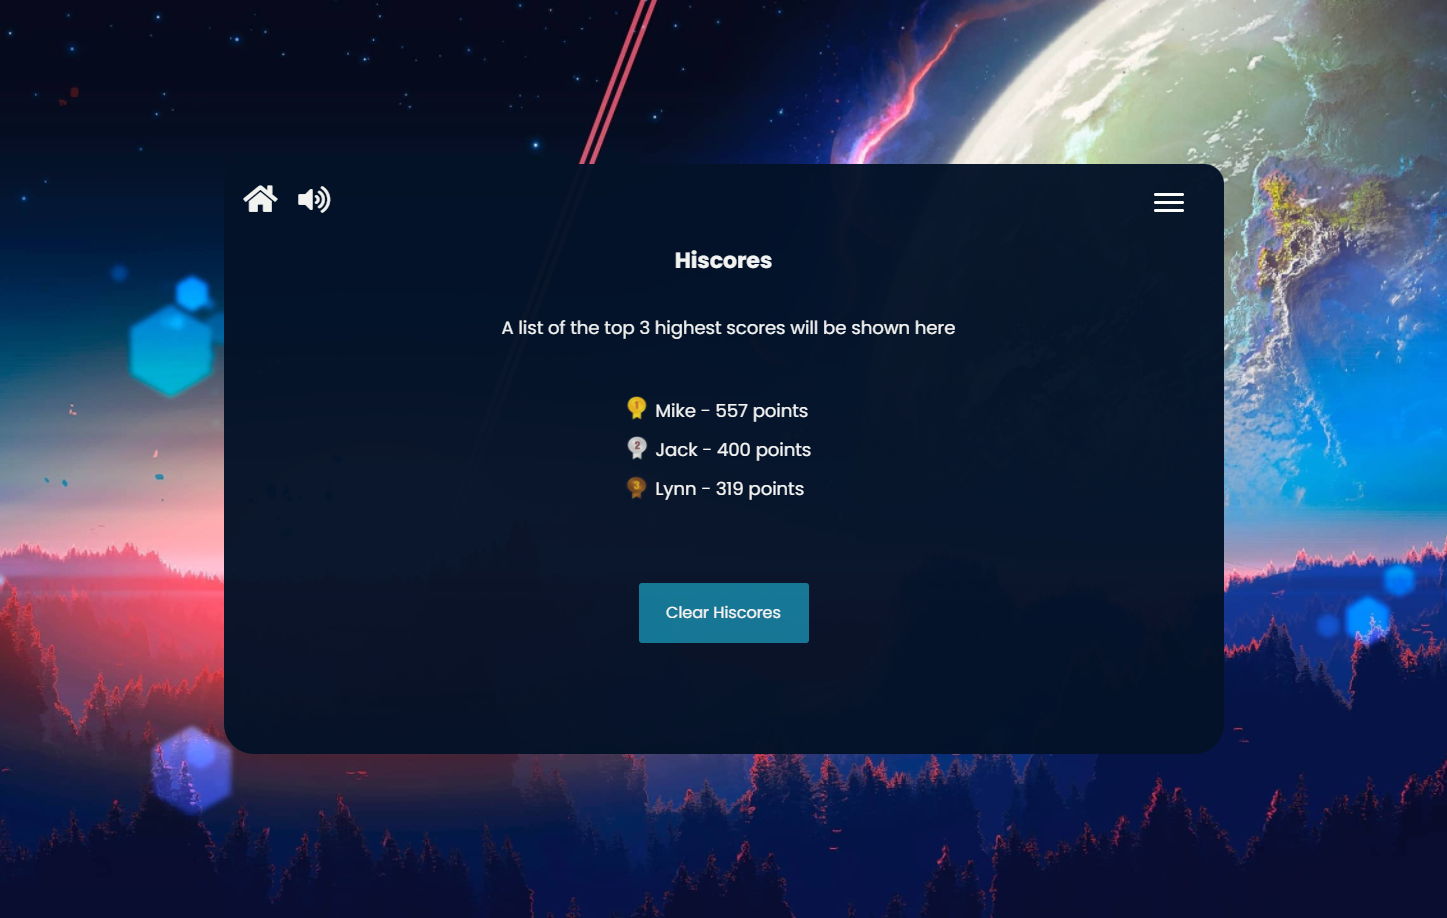 Hiscores
A list of the top 3 highest scores will be shown here
1 Mike - 557 points
2 Jack - 400 points
3 Lynn - 319 points
Clear Hiscores